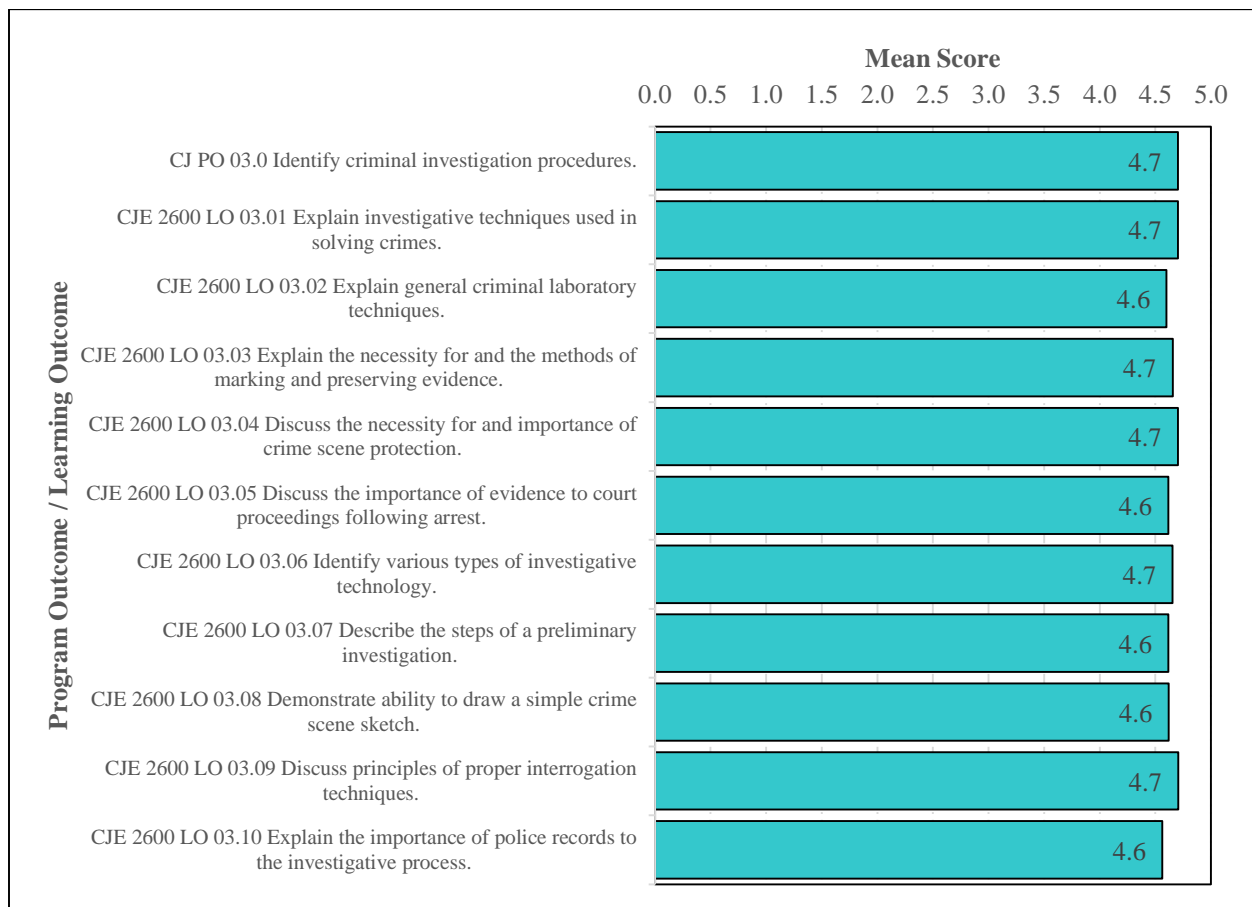 Mean Score
0.0 0.5 1.0 1.5 2.0 2.5 3.0 3.5 4.0 4.5 5.0
Program Outcome / Learning Outcome
CJ PO 03.0 Identify criminal investigation procedures.
4.7
CJE 2600 LO 03.01 Explain investigative techniques used in
solving crimes.
4.7
CJE 2600 LO 03.02 Explain general criminal laboratory
techniques.
4.6
CJE 2600 LO 03.03 Explain the necessity for and the methods of
marking and preserving evidence.
4.7
CJE 2600 LO 03.04 Discuss the necessity for and importance of
crime scene protection.
4.7
CJE 2600 LO 03.05 Discuss the importance of evidence to court
proceedings following arrest.
4.6
CJE 2600 LO 03.06 Identify various types of investigative
technology.
4.7
CJE 2600 LO 03.07 Describe the steps of a preliminary
investigation.
4.6
CJE 2600 LO 03.08 Demonstrate ability to draw a simple crime
scene sketch.
4.6
CJE 2600 LO 03.09 Discuss principles of proper interrogation
techniques.
4.7
CJE 2600 LO 03.10 Explain the importance of police records to
the investigative process.
4.6